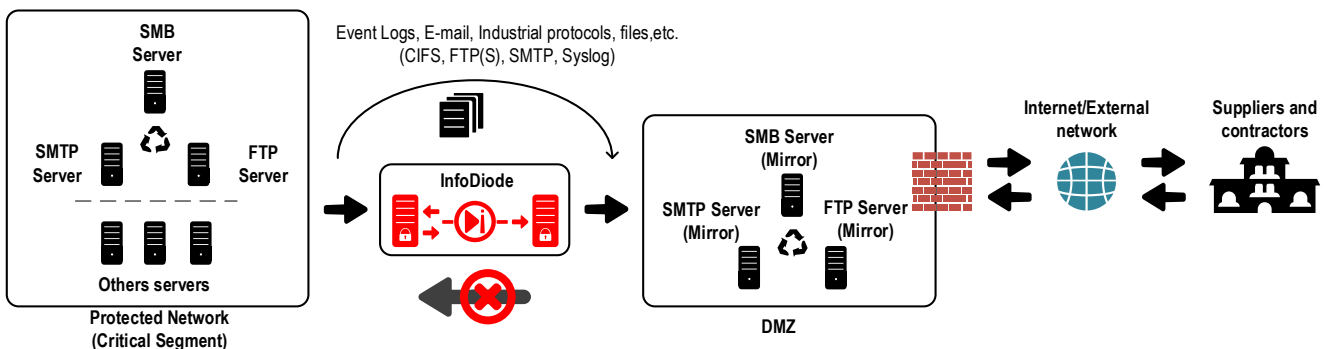 SMB
Server
SMTP
Server
FTP
Server
Others servers
Protected Network
(Critical Segment)
Event Logs, E-mail, Industrial protocols, files,etc.
(CIFS, FTP(S), SMTP, Syslog)
InfoDiode
SMB Server
(Mirror)
SMTP Server
(Mirror)
FTP Server
(Mirror)
DMZ
Internet/External
network
Suppliers and
contractors